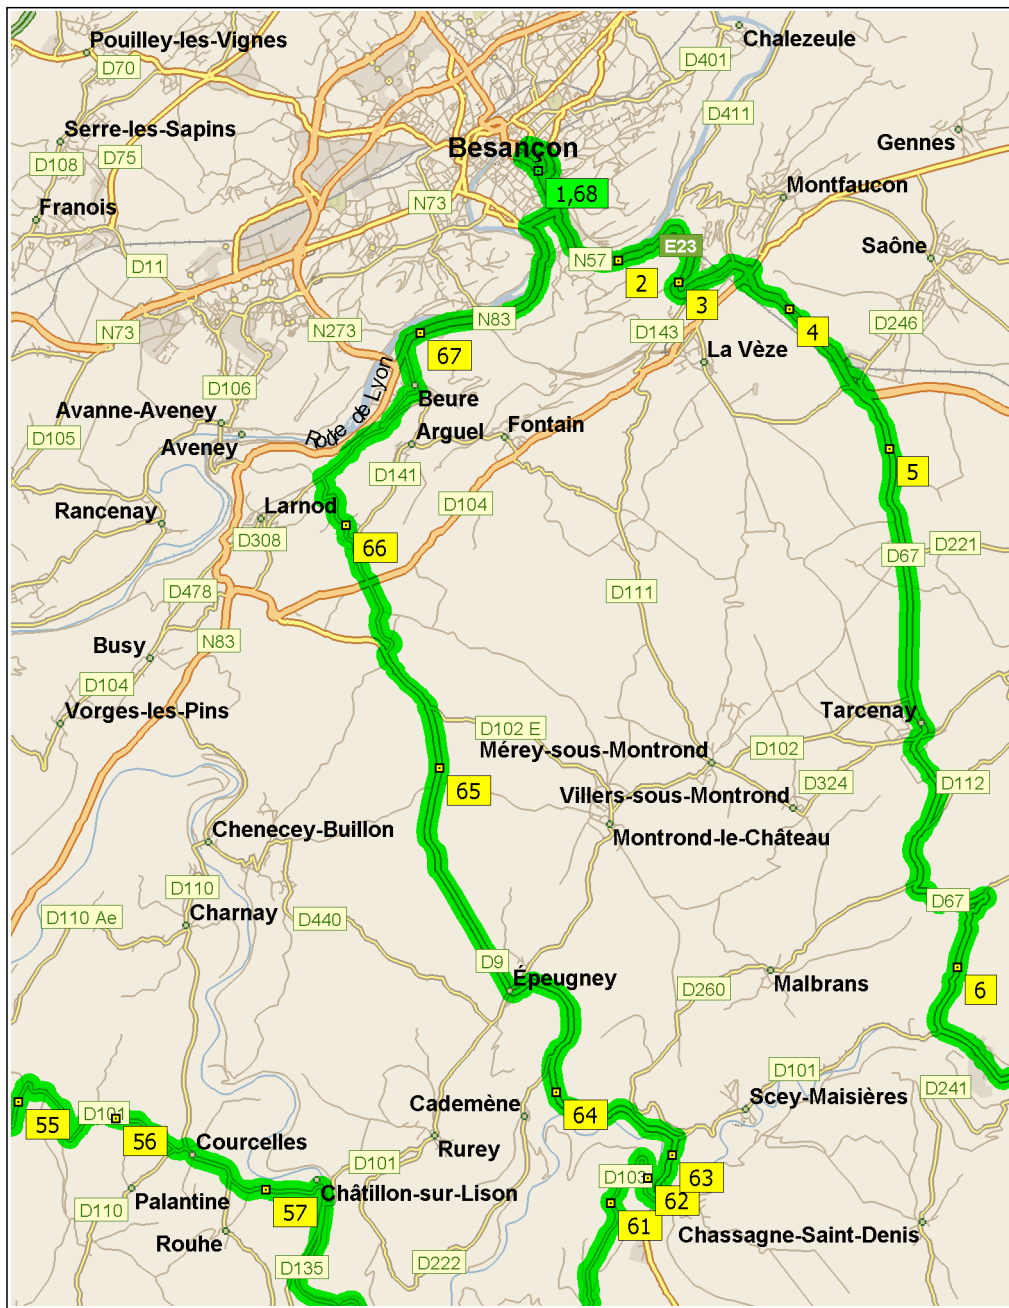 Pouilley-les-Vignes
Chalezeule
D70
D401
D411
Serre-les-Sapins
Gennes
Besançon
D108
D75
Montfaucon
1,68
N73
Franois
Saône
E23
D11
N57
2
3
N83
4
N73
N273
D143
D246
67
La Vèze
D106
Route de Lyon
Beure
Avanne-Aveney
Arguel
Fontain
D105
Aveney
5
D141
D104
Rancenay
Larnod
D308
66
D67
D221
D478
D111
Busy
N83
D104
Vorges-les-Pins
Tarcenay
D102 E
Mérey-sous-Montrond
D102
65
D324
D112
Villers-sous-Montrond
Chenecey-Buillon
Montrond-le-Château
D110
D110 Ae
Charnay
D440
D67
D9
Épeugney
Malbrans
6
D260
D101
D241
Scey-Maisières
55
D101
Cademène
64
56
Courcelles
Rurey
D101
D103
63
Palantine
Châtillon-sur-Lison
62
D110
57
61
Rouhe
Chassagne-Saint-Denis
D135
D222